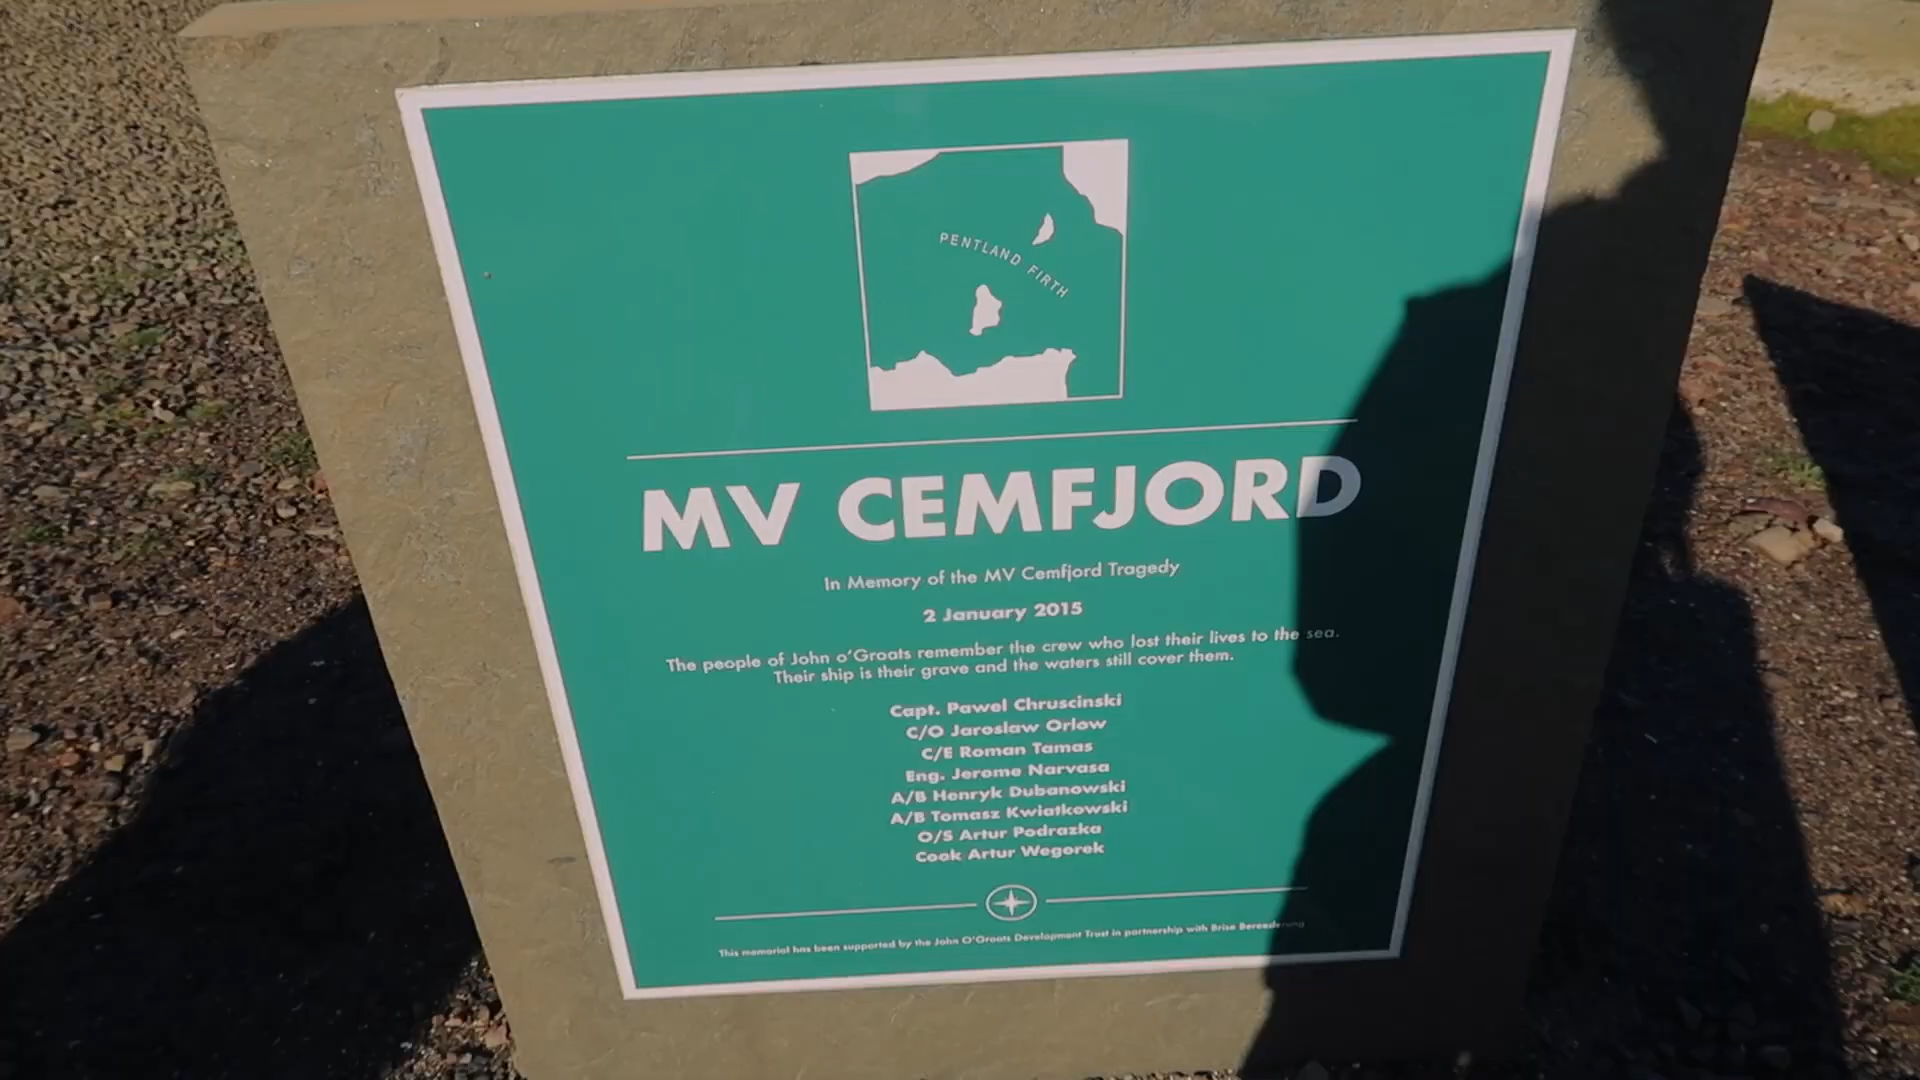 PENTLAND FIRTH
MV CEMFJORD
In Memory of the MV Cemfjord Tragedy
2 January 2015
The people of John o'Groats remember the crew who lost their lives to the sea.
Their ship is their grave and the waters still cover them.
Capt. Pawel Chruscinski
C/O Jaroslaw Orlow
C/E Roman Tamas
Eng. Jerome Narvasa
A/B Henryk Dubanowski
A/B Tomasz Kwiatkowski
O/S Artur Podrazka
Cook Artur Wegorek
This memorial has been supported by the John O'Groats Development Trust in partnership with Brise Bereederung